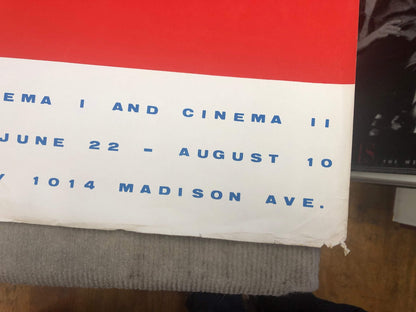 EMA I AND CINEMA II
JUNE 22 – AUGUST 10
Y 1014 MADISON AVE.